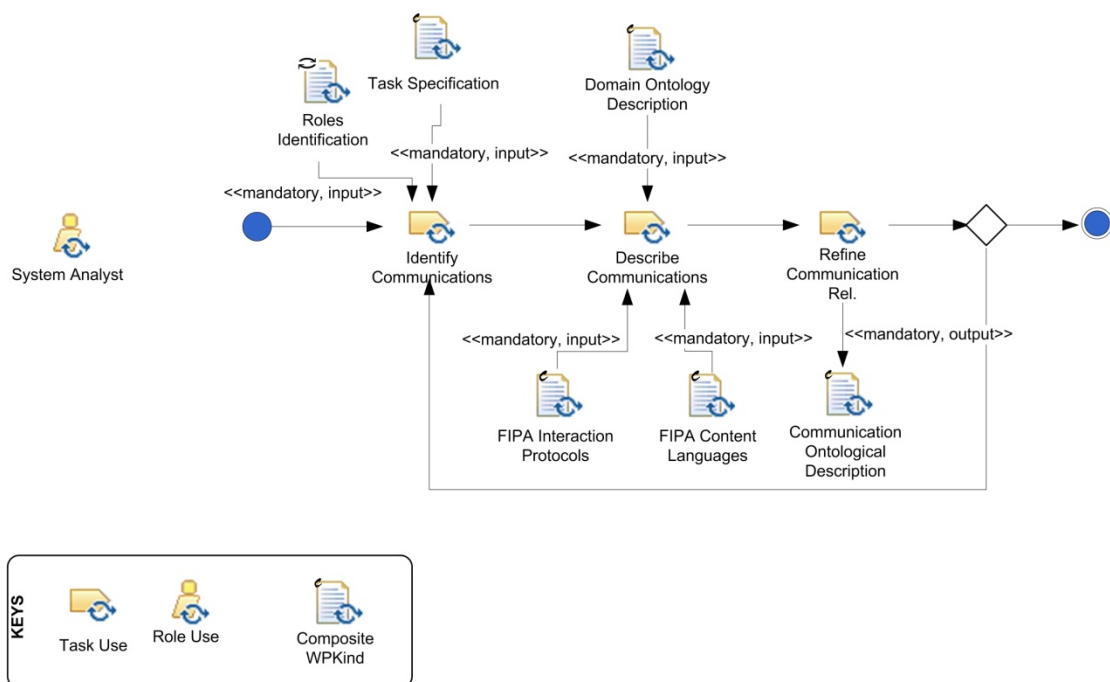 Task Specification
Domain Ontology
Description
Roles
Identification
<<mandatory, input>>
<<mandatory, input>>
<<mandatory, input>>
System Analyst
Identify
Communications
Describe
Communications
Refine
Communication
Rel.
<<mandatory, input>>
<<mandatory, input>>
<<mandatory, output>>
FIPA Interaction
Protocols
FIPA Content
Languages
Communication
Ontological
Description
KEYS
Task Use
Role Use
Composite
WPKind